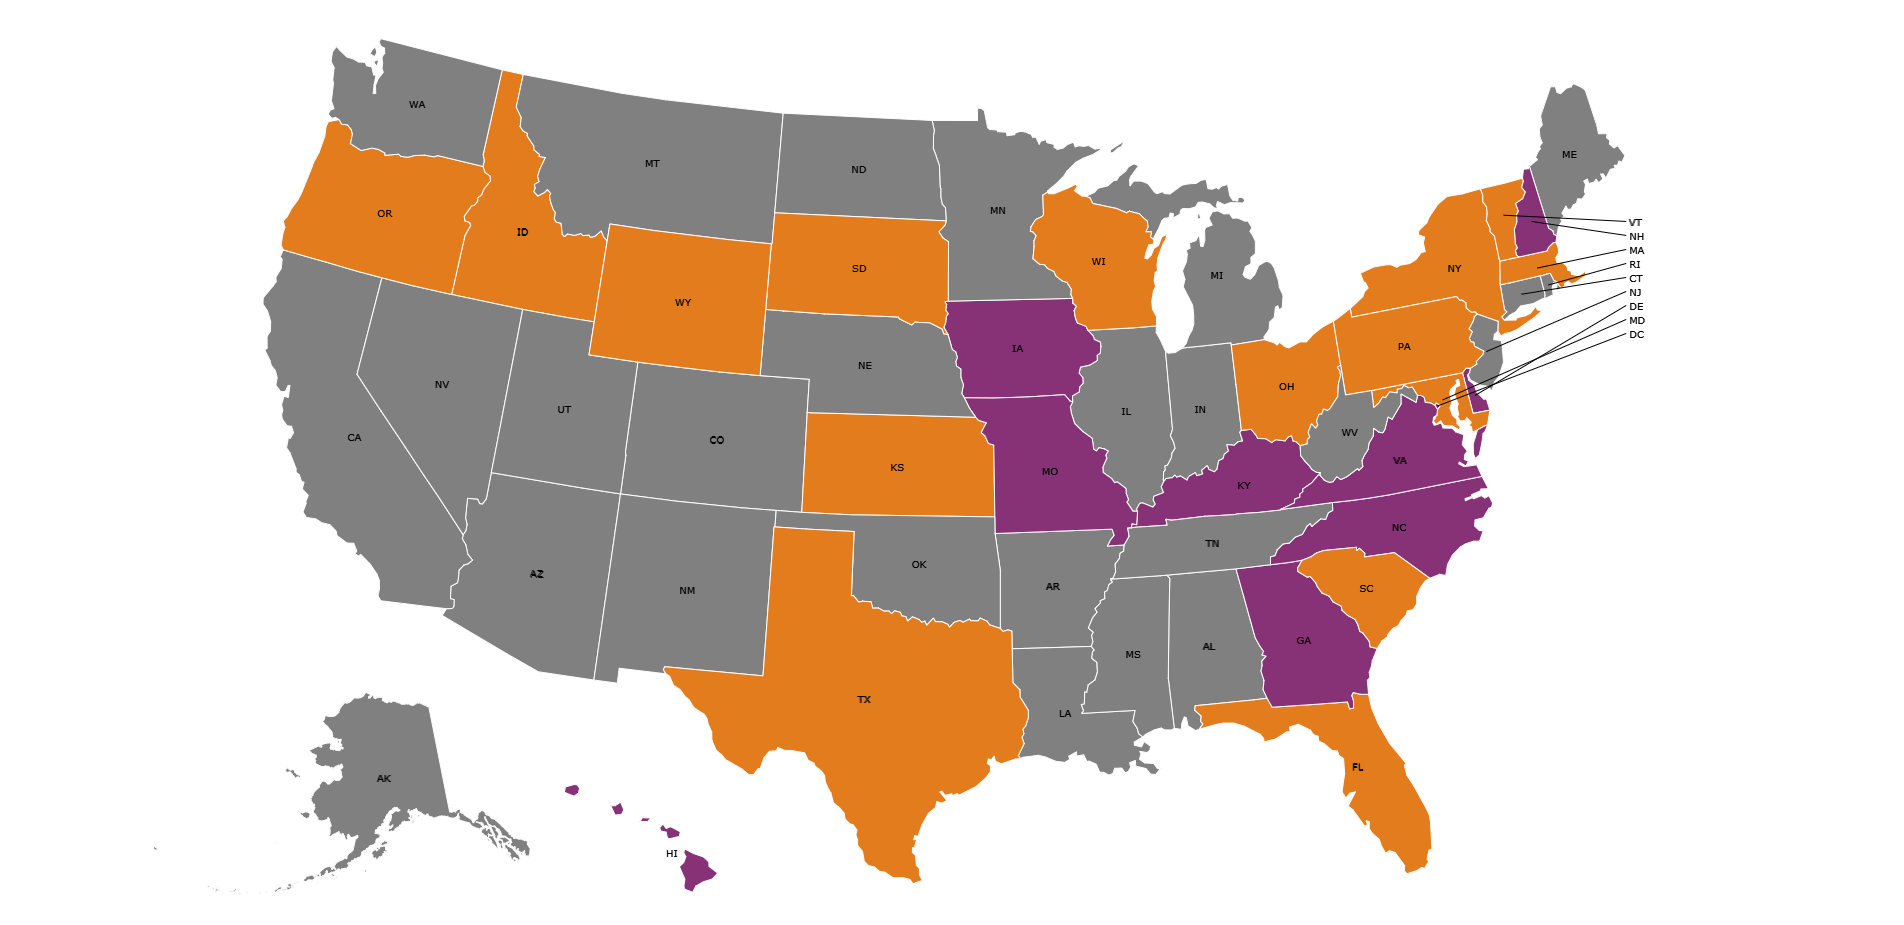 WA
ME
MT
ND
MN
OR
VT
ID
NH
MA
WI
NY
RI
SD
MI
CT
NJ
WY
DE
MD
DC
IA
PA
NE
NV
OH
UT
IL
IN
CA
CO
WV
VA
KS
MO
KY
NC
TN
OK
AZ
AR
SC
NM
GA
AL
MS
TX
LA
FL
AK
HI